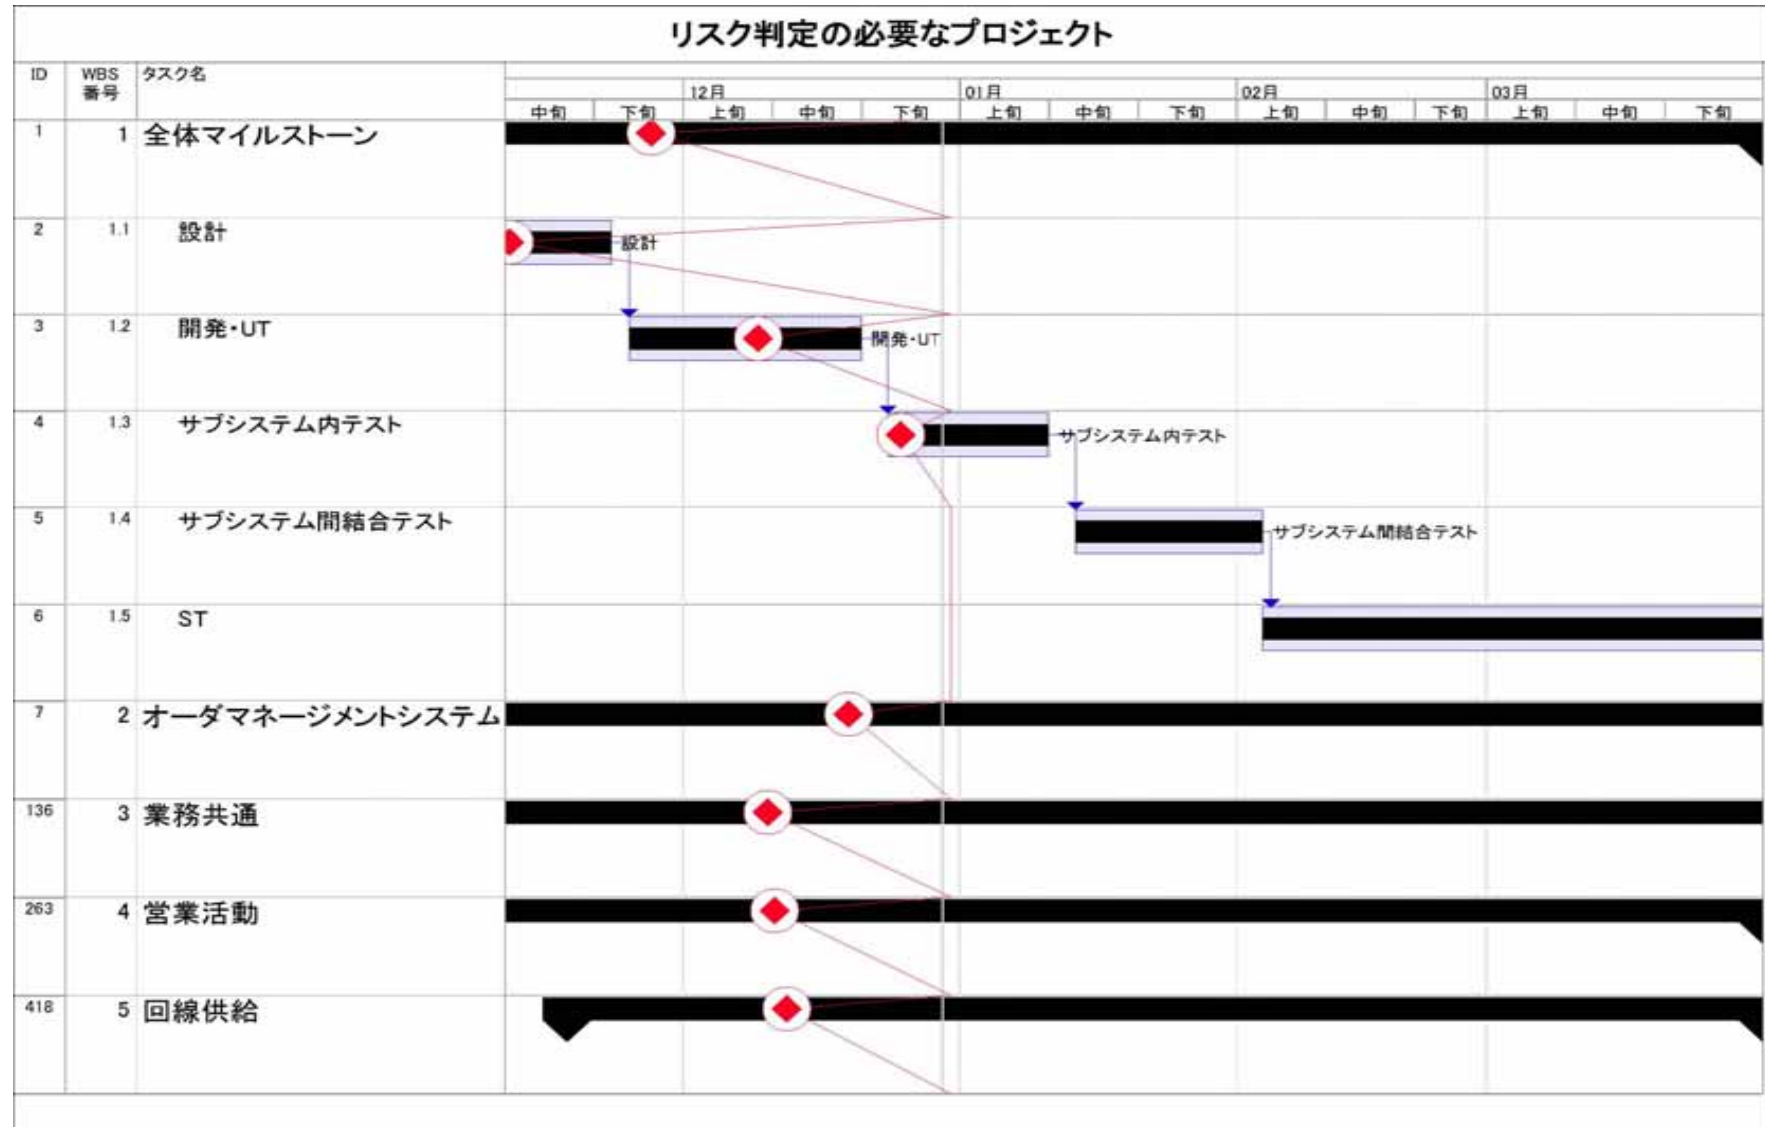 リスク判定の必要なプロジェクト
ID WBS番号 タスク名
12月 01月 02月 03月
中旬 下旬 上旬 中旬 下旬 上旬 中旬 下旬 上旬 中旬 下旬 上旬 中旬 下旬
1 1 全体マイルストーン
2 1.1 設計 設計
3 1.2 開発・UT 開発・UT
4 1.3 サブシステム内テスト サブシステム内テスト
5 1.4 サブシステム間結合テスト サブシステム間結合テスト
6 1.5 ST
7 2 オーダマネージメントシステム
136 3 業務共通
263 4 営業活動
418 5 回線供給